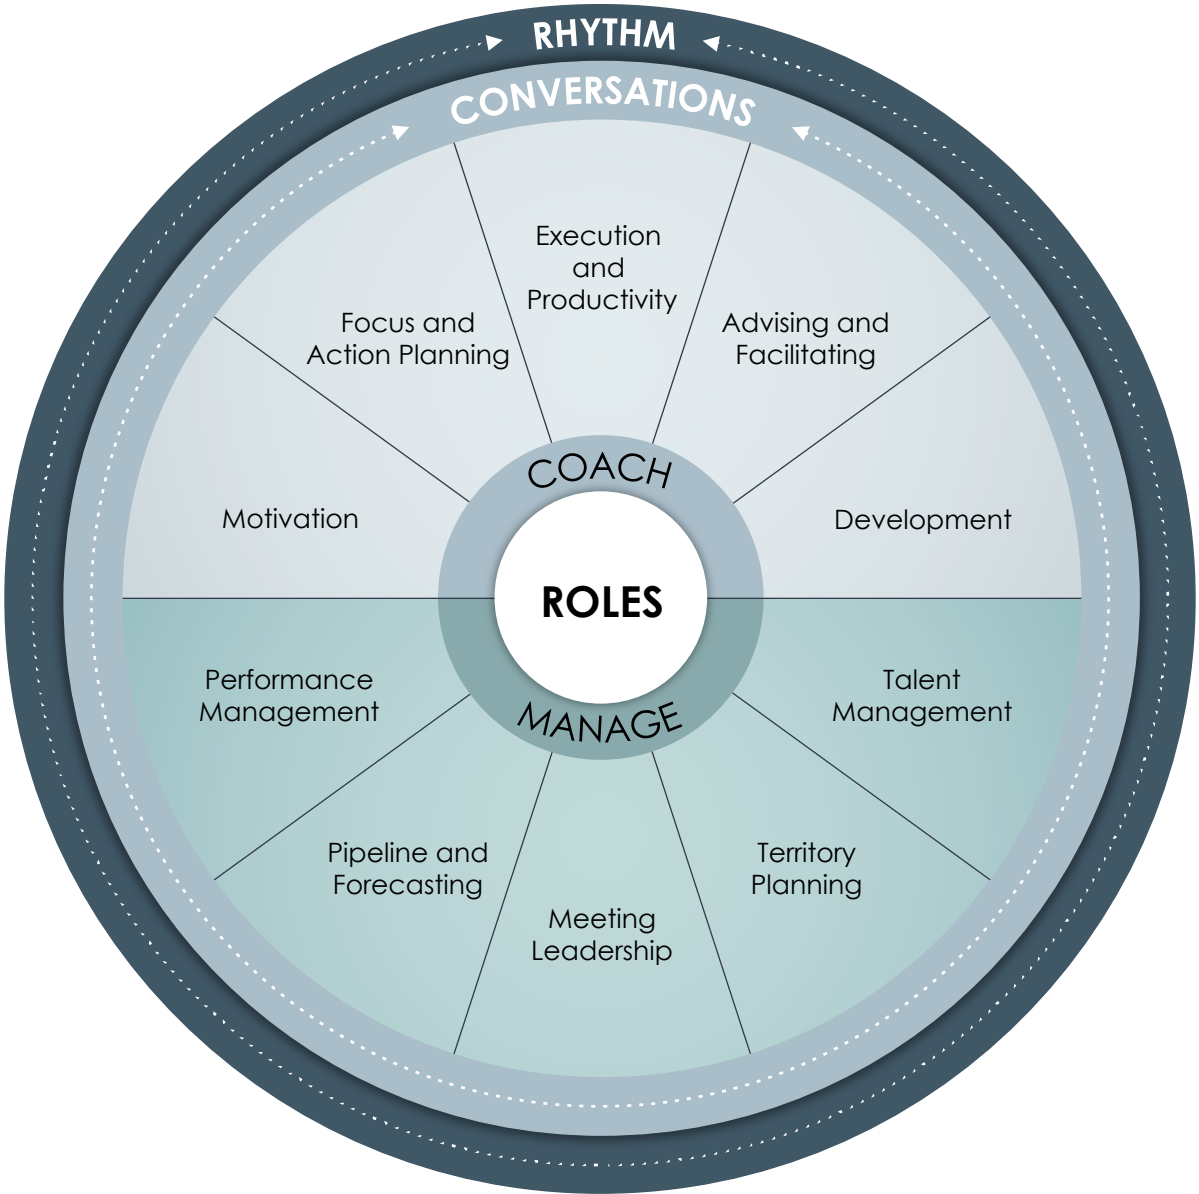 RHYTHM
CONVERSATIONS
Execution
and
Productivity
Focus and
Action Planning
Advising and
Facilitating
Motivation
Development
COACH
ROLES
MANAGE
Performance
Management
Talent
Management
Pipeline and
Forecasting
Territory
Planning
Meeting
Leadership